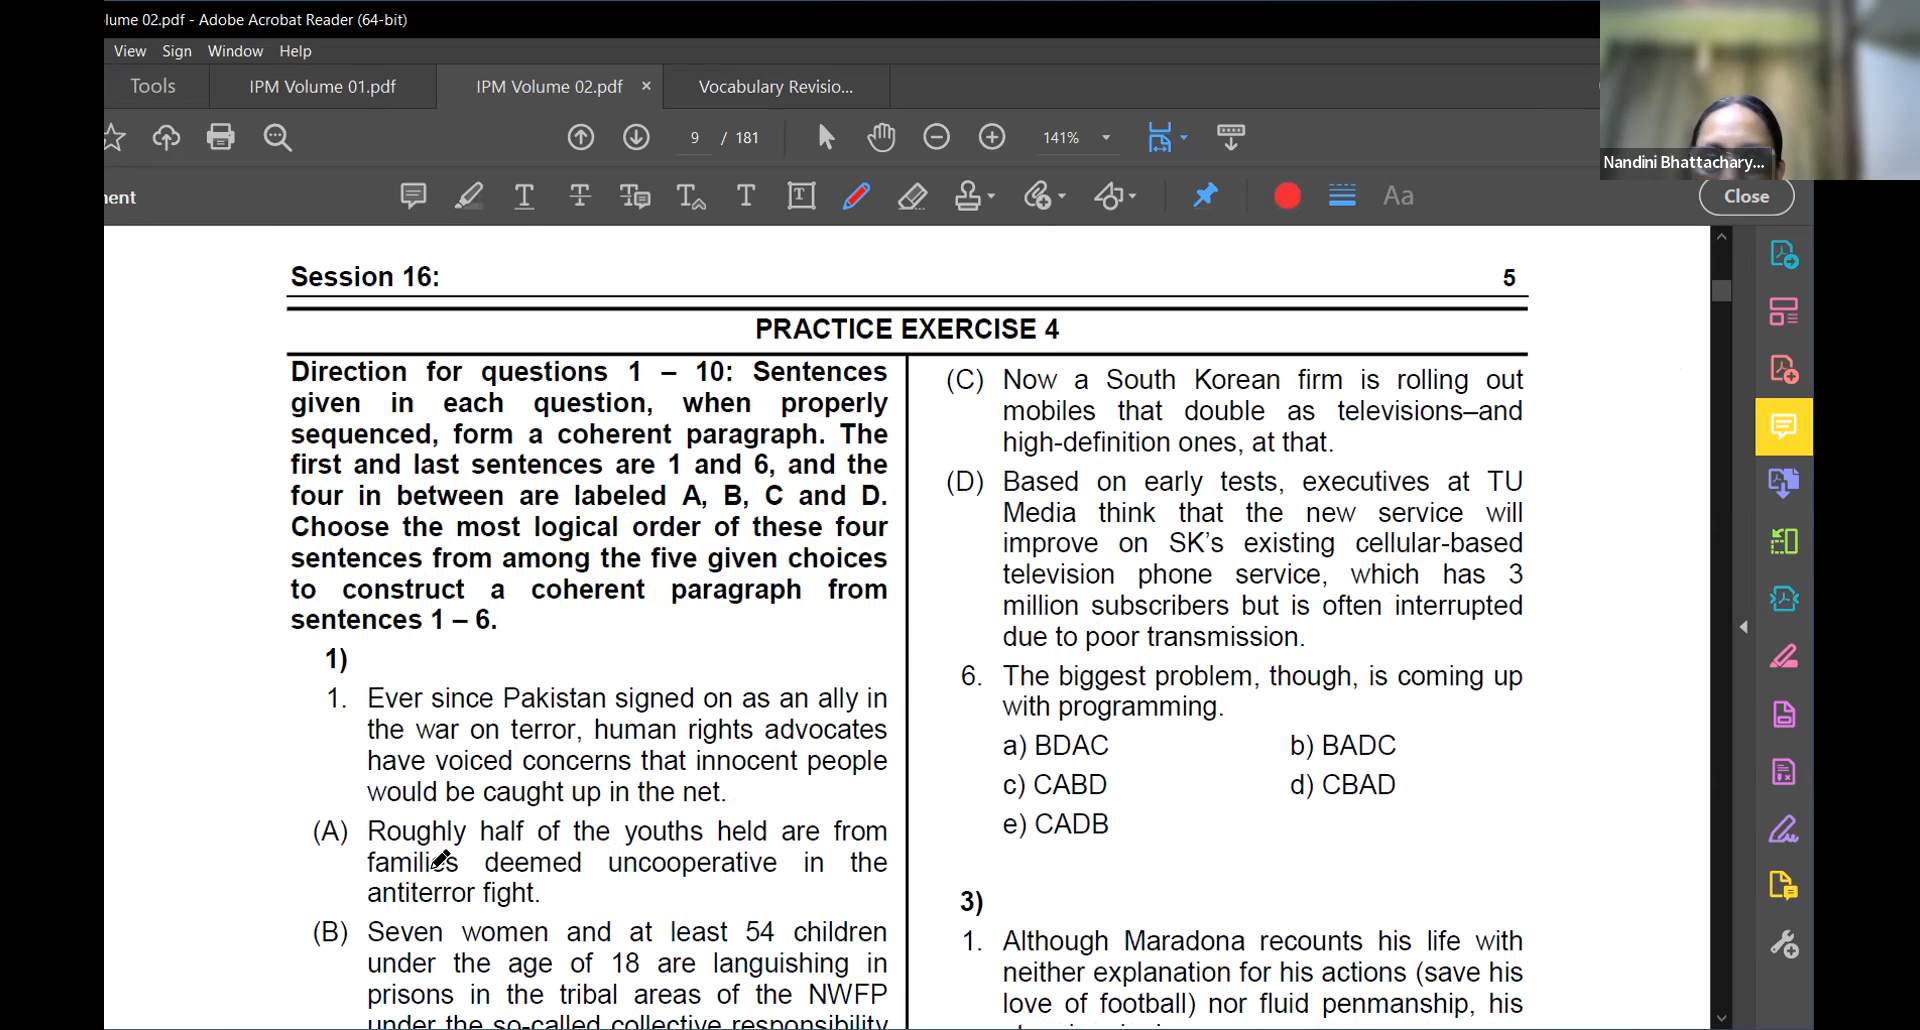 lume 02.pdf - Adobe Acrobat Reader (64-bit)
View Sign Window Help
Tools IPM Volume 01.pdf IPM Volume 02.pdf × Vocabulary Revisio...
9 / 181 141%
Nandini Bhattachary...
ent Aa Close
Session 16: 5
PRACTICE EXERCISE 4
Direction for questions 1 – 10: Sentences
given in each question, when properly
sequenced, form a coherent paragraph. The
first and last sentences are 1 and 6, and the
four in between are labeled A, B, C and D.
Choose the most logical order of these four
sentences from among the five given choices
to construct a coherent paragraph from
sentences 1 – 6.
1)
1. Ever since Pakistan signed on as an ally in
the war on terror, human rights advocates
have voiced concerns that innocent people
would be caught up in the net.
(A) Roughly half of the youths held are from
families deemed uncooperative in the
antiterror fight.
(B) Seven women and at least 54 children
under the age of 18 are languishing in
prisons in the tribal areas of the NWFP
under the so-called collective responsibility
(C) Now a South Korean firm is rolling out
mobiles that double as televisions–and
high-definition ones, at that.
(D) Based on early tests, executives at TU
Media think that the new service will
improve on SK's existing cellular-based
television phone service, which has 3
million subscribers but is often interrupted
due to poor transmission.
6. The biggest problem, though, is coming up
with programming.
a) BDAC b) BADC
c) CABD d) CBAD
e) CADB
3)
1. Although Maradona recounts his life with
neither explanation for his actions (save his
love of football) nor fluid penmanship, his